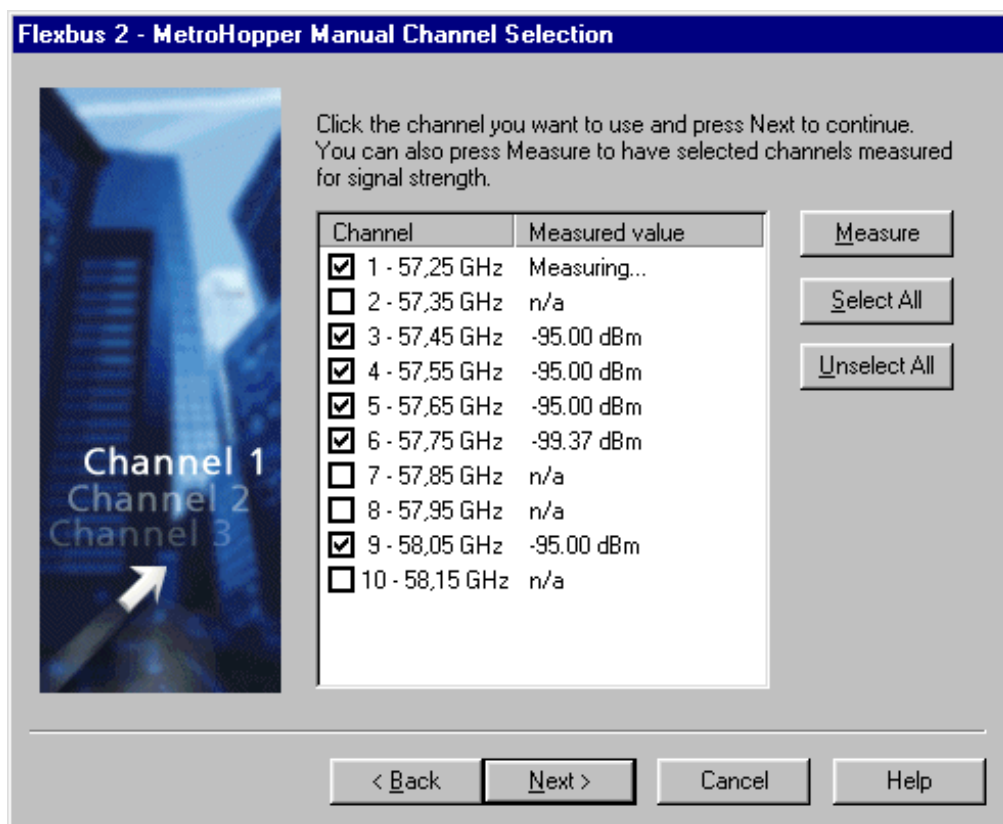 Flexbus 2 - MetroHopper Manual Channel Selection
Click the channel you want to use and press Next to continue.
You can also press Measure to have selected channels measured
for signal strength.
Channel Measured value
1 - 57,25 GHz Measuring...
2 - 57,35 GHz n/a
3 - 57,45 GHz -95.00 dBm
4 - 57,55 GHz -95.00 dBm
5 - 57,65 GHz -95.00 dBm
6 - 57,75 GHz -99.37 dBm
7 - 57,85 GHz n/a
8 - 57,95 GHz n/a
9 - 58,05 GHz -95.00 dBm
10 - 58,15 GHz n/a
Measure
Select All
Unselect All
Channel 1
Channel 2
Channel 3
< Back Next > Cancel Help